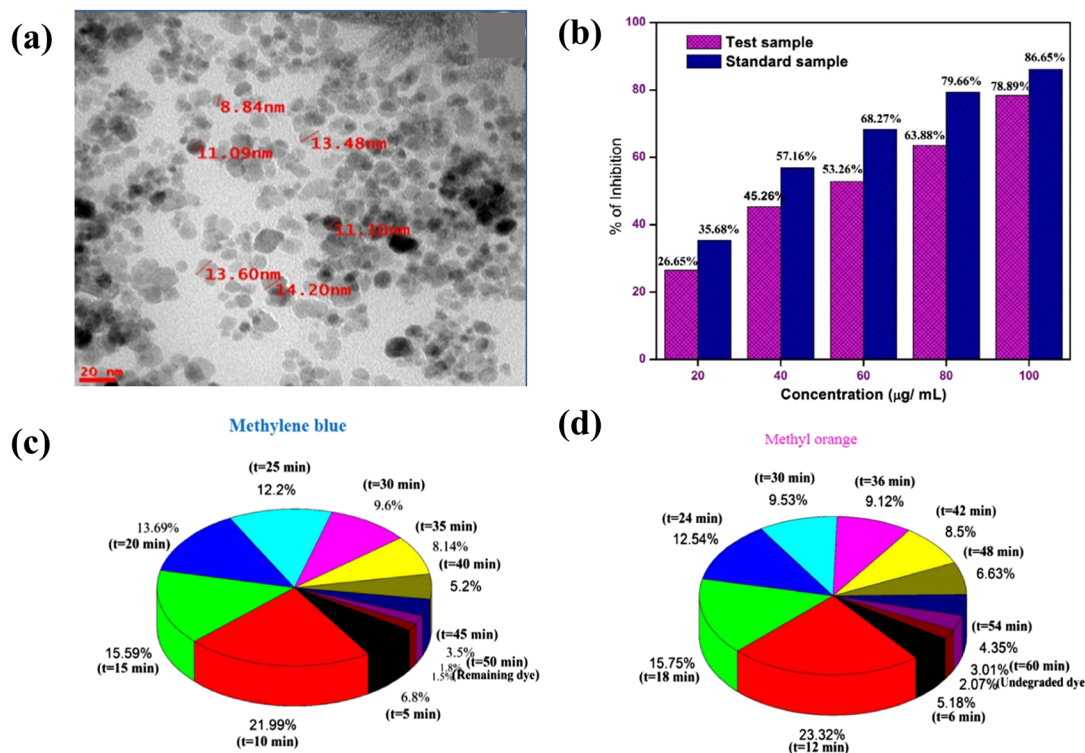 (a)
8.84nm
13.48nm
11.09nm
11.10nm
13.60nm
14.20nm
20 nm
(b)
% of Inhibition
100
80
60
40
20
0
Test sample
Standard sample
26.65%
35.68%
45.26%
57.16%
53.26%
68.27%
63.88%
79.66%
78.89%
86.65%
20
40
60
80
100
Concentration (μg/ mL)
(c)
Methylene blue
(t=25 min)
12.2%
(t=30 min)
9.6%
(t=35 min)
8.14%
(t=40 min)
5.2%
(t=45 min)
3.5%
(t=50 min)
1.8%
(Remaining dye)
1.5%
6.8%
(t=5 min)
21.99%
(t=10 min)
15.59%
(t=15 min)
13.69%
(t=20 min)
(d)
Methyl orange
(t=30 min)
9.53%
(t=36 min)
9.12%
(t=42 min)
8.5%
(t=48 min)
6.63%
(t=54 min)
4.35%
(t=60 min)
3.01%
(Undegraded dye
2.07%
5.18%
(t=6 min)
23.32%
(t=12 min)
15.75%
(t=18 min)
(t=24 min)
12.54%